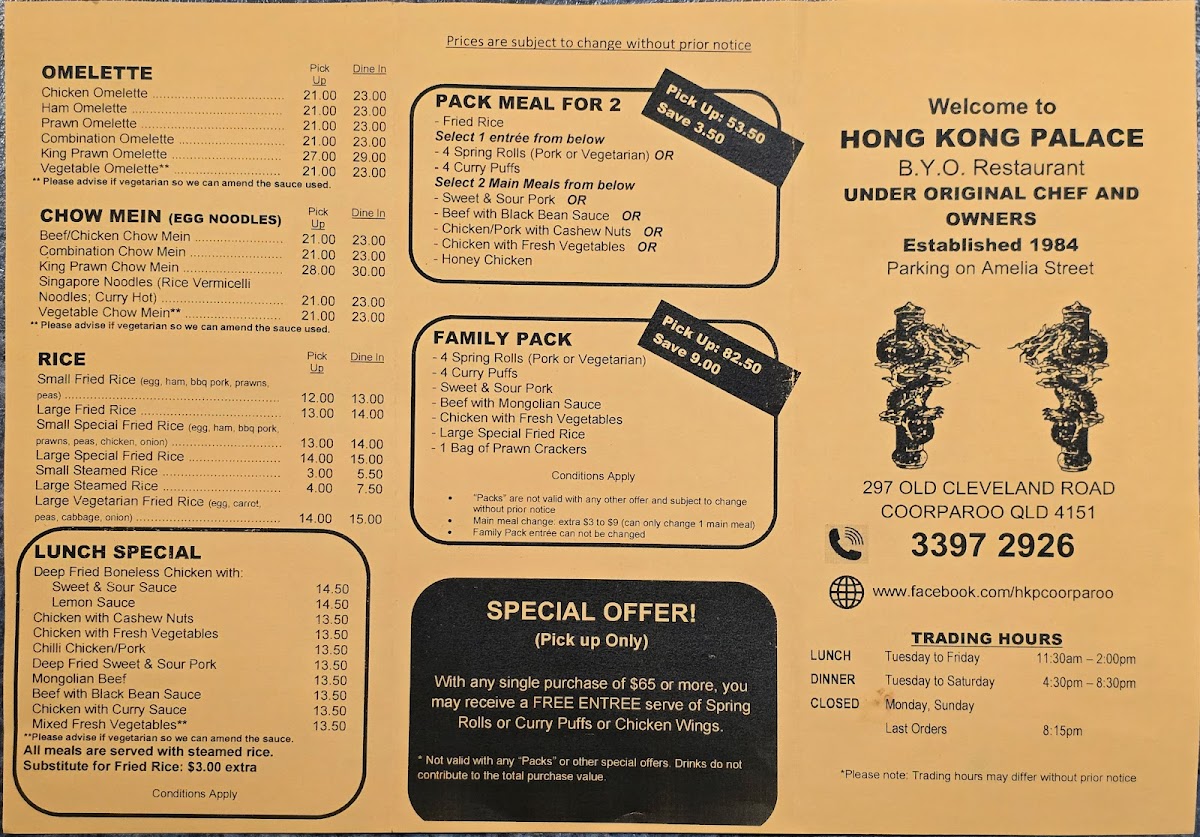 Prices are subject to change without prior notice
OMELETTE Pick Up Dine In
Chicken Omelette 21.00 23.00
Ham Omelette 21.00 23.00
Prawn Omelette 21.00 23.00
Combination Omelette 21.00 23.00
King Prawn Omelette 27.00 29.00
Vegetable Omelette** 21.00 23.00
** Please advise if vegetarian so we can amend the sauce used.
CHOW MEIN (EGG NOODLES) Pick Up Dine In
Beef/Chicken Chow Mein 21.00 23.00
Combination Chow Mein 21.00 23.00
King Prawn Chow Mein 28.00 30.00
Singapore Noodles (Rice Vermicelli
Noodles; Curry Hot) 21.00 23.00
Vegetable Chow Mein** 21.00 23.00
** Please advise if vegetarian so we can amend the sauce used.
RICE Pick Up Dine In
Small Fried Rice (egg, ham, bbq pork, prawns,
peas) 12.00 13.00
Large Fried Rice 13.00 14.00
Small Special Fried Rice (egg, ham, bbq pork,
prawns, peas, chicken, onion) 13.00 14.00
Large Special Fried Rice 14.00 15.00
Small Steamed Rice 3.00 5.50
Large Steamed Rice 4.00 7.50
Large Vegetarian Fried Rice (egg, carrot,
peas, cabbage, onion) 14.00 15.00
LUNCH SPECIAL
Deep Fried Boneless Chicken with:
Sweet & Sour Sauce 14.50
Lemon Sauce 14.50
Chicken with Cashew Nuts 13.50
Chicken with Fresh Vegetables 13.50
Chilli Chicken/Pork 13.50
Deep Fried Sweet & Sour Pork 13.50
Mongolian Beef 13.50
Beef with Black Bean Sauce 13.50
Chicken with Curry Sauce 13.50
Mixed Fresh Vegetables** 13.50
**Please advise if vegetarian so we can amend the sauce.
All meals are served with steamed rice.
Substitute for Fried Rice: $3.00 extra
Conditions Apply
PACK MEAL FOR 2
Pick Up: 53.50
Save 3.50
- Fried Rice
Select 1 entrée from below
- 4 Spring Rolls (Pork or Vegetarian) OR
- 4 Curry Puffs
Select 2 Main Meals from below
- Sweet & Sour Pork OR
- Beef with Black Bean Sauce OR
- Chicken/Pork with Cashew Nuts OR
- Chicken with Fresh Vegetables OR
- Honey Chicken
FAMILY PACK
Pick Up: 82.50
Save 9.00
- 4 Spring Rolls (Pork or Vegetarian)
- 4 Curry Puffs
- Sweet & Sour Pork
- Beef with Mongolian Sauce
- Chicken with Fresh Vegetables
- Large Special Fried Rice
- 1 Bag of Prawn Crackers
Conditions Apply
• "Packs" are not valid with any other offer and subject to change
without prior notice
• Main meal change: extra $3 to $9 (can only change 1 main meal)
• Family Pack entrée can not be changed
SPECIAL OFFER!
(Pick up Only)
With any single purchase of $65 or more, you
may receive a FREE ENTREE serve of Spring
Rolls or Curry Puffs or Chicken Wings.
* Not valid with any "Packs" or other special offers. Drinks do not
contribute to the total purchase value.
Welcome to
HONG KONG PALACE
B.Y.O. Restaurant
UNDER ORIGINAL CHEF AND
OWNERS
Established 1984
Parking on Amelia Street
297 OLD CLEVELAND ROAD
COORPAROO QLD 4151
3397 2926
www.facebook.com/hkpcoorparoo
TRADING HOURS
LUNCH Tuesday to Friday 11:30am – 2:00pm
DINNER Tuesday to Saturday 4:30pm – 8:30pm
CLOSED Monday, Sunday
Last Orders 8:15pm
*Please note: Trading hours may differ without prior notice